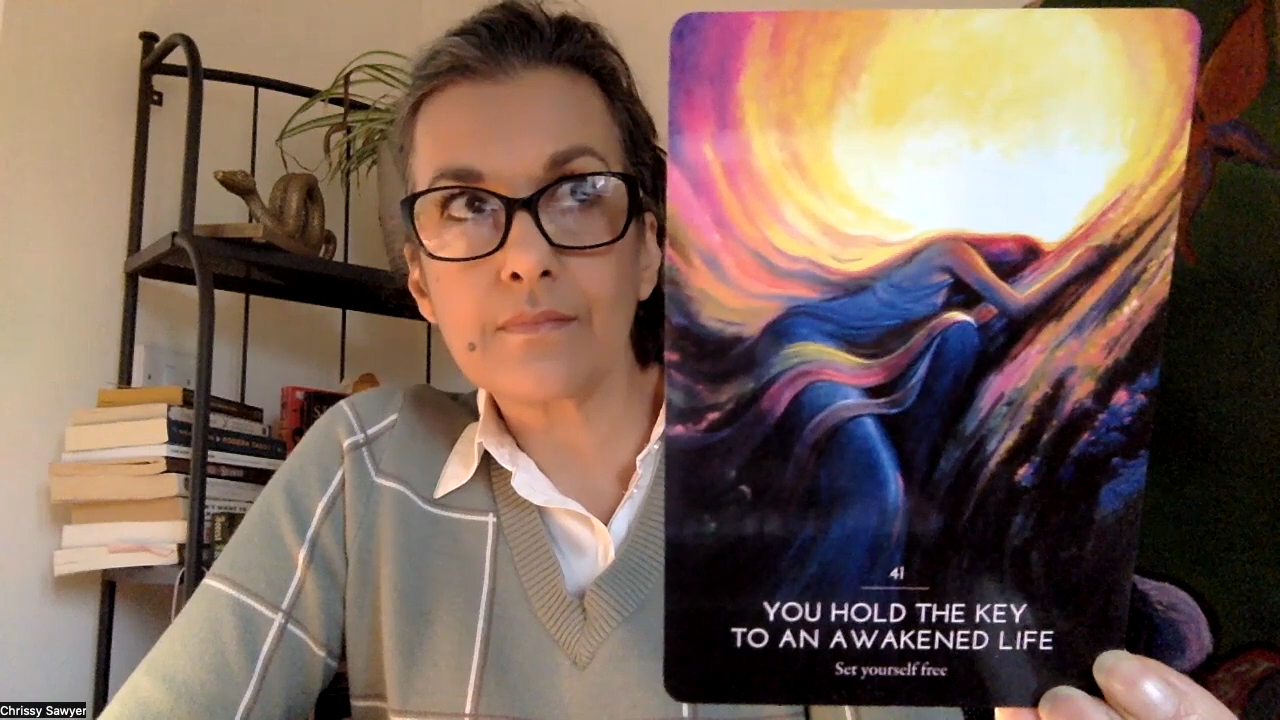 41
YOU HOLD THE KEY
TO AN AWAKENED LIFE
Set yourself free
Chrissy Sawyer